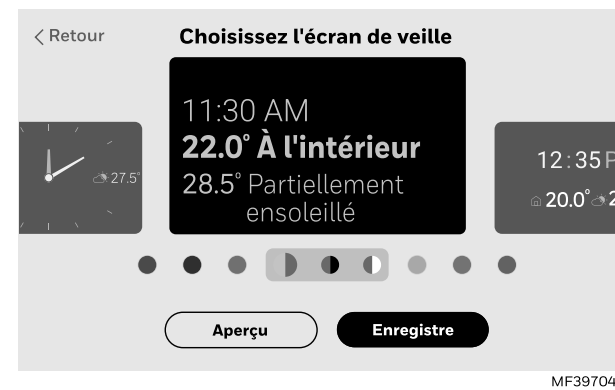 Retour
Choisissez l'écran de veille
11:30 AM
22.0° À l'intérieur
28.5° Partiellement
ensoleillé
27.5°
12:35
20.0°
Aperçu
Enregistre
MF39704